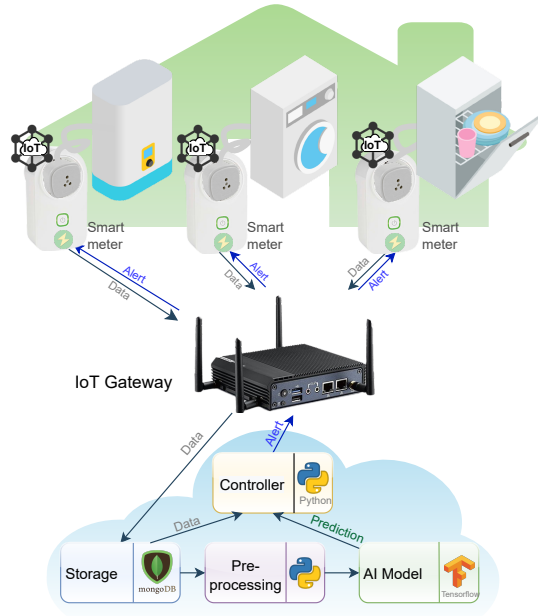 IoT
IoT
IoT
Smart
meter
Smart
meter
Smart
meter
Alert
Data
Alert
Data
Data
Alert
IoT Gateway
Data
Alert
Controller
Python
Data
Prediction
Storage
mongoDB
Pre-
processing
AI Model
Tensorflow